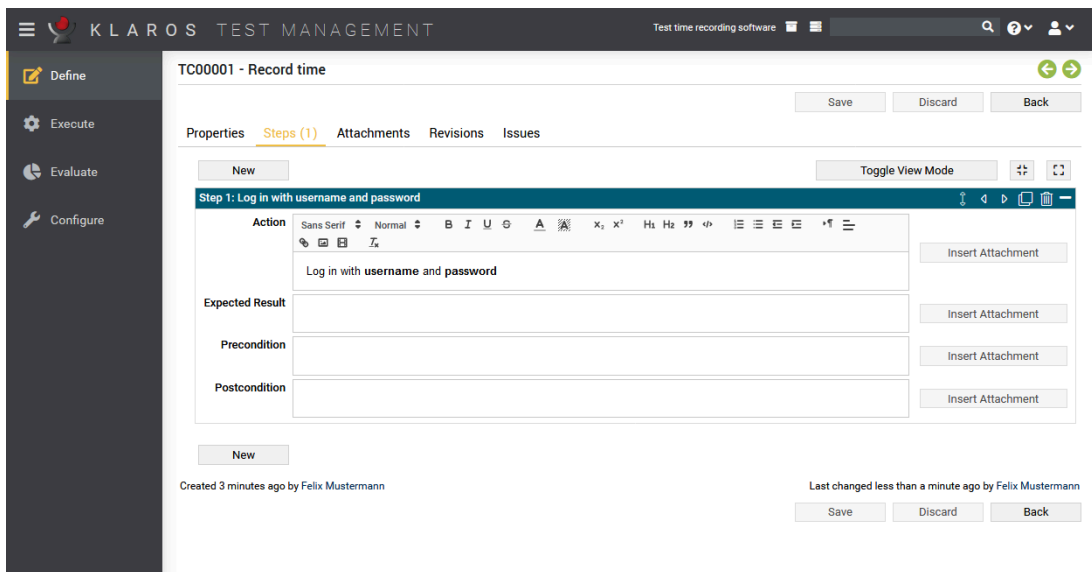 KLAROS TEST MANAGEMENT
Test time recording software
Define
Execute
Evaluate
Configure
TC00001 - Record time
Save Discard Back
Properties Steps (1) Attachments Revisions Issues
New Toggle View Mode
Step 1: Log in with username and password
Action
Sans Serif Normal B I U S A A X₂ X² H1 H2
Log in with username and password
Insert Attachment
Expected Result
Insert Attachment
Precondition
Insert Attachment
Postcondition
Insert Attachment
New
Created 3 minutes ago by Felix Mustermann
Last changed less than a minute ago by Felix Mustermann
Save Discard Back